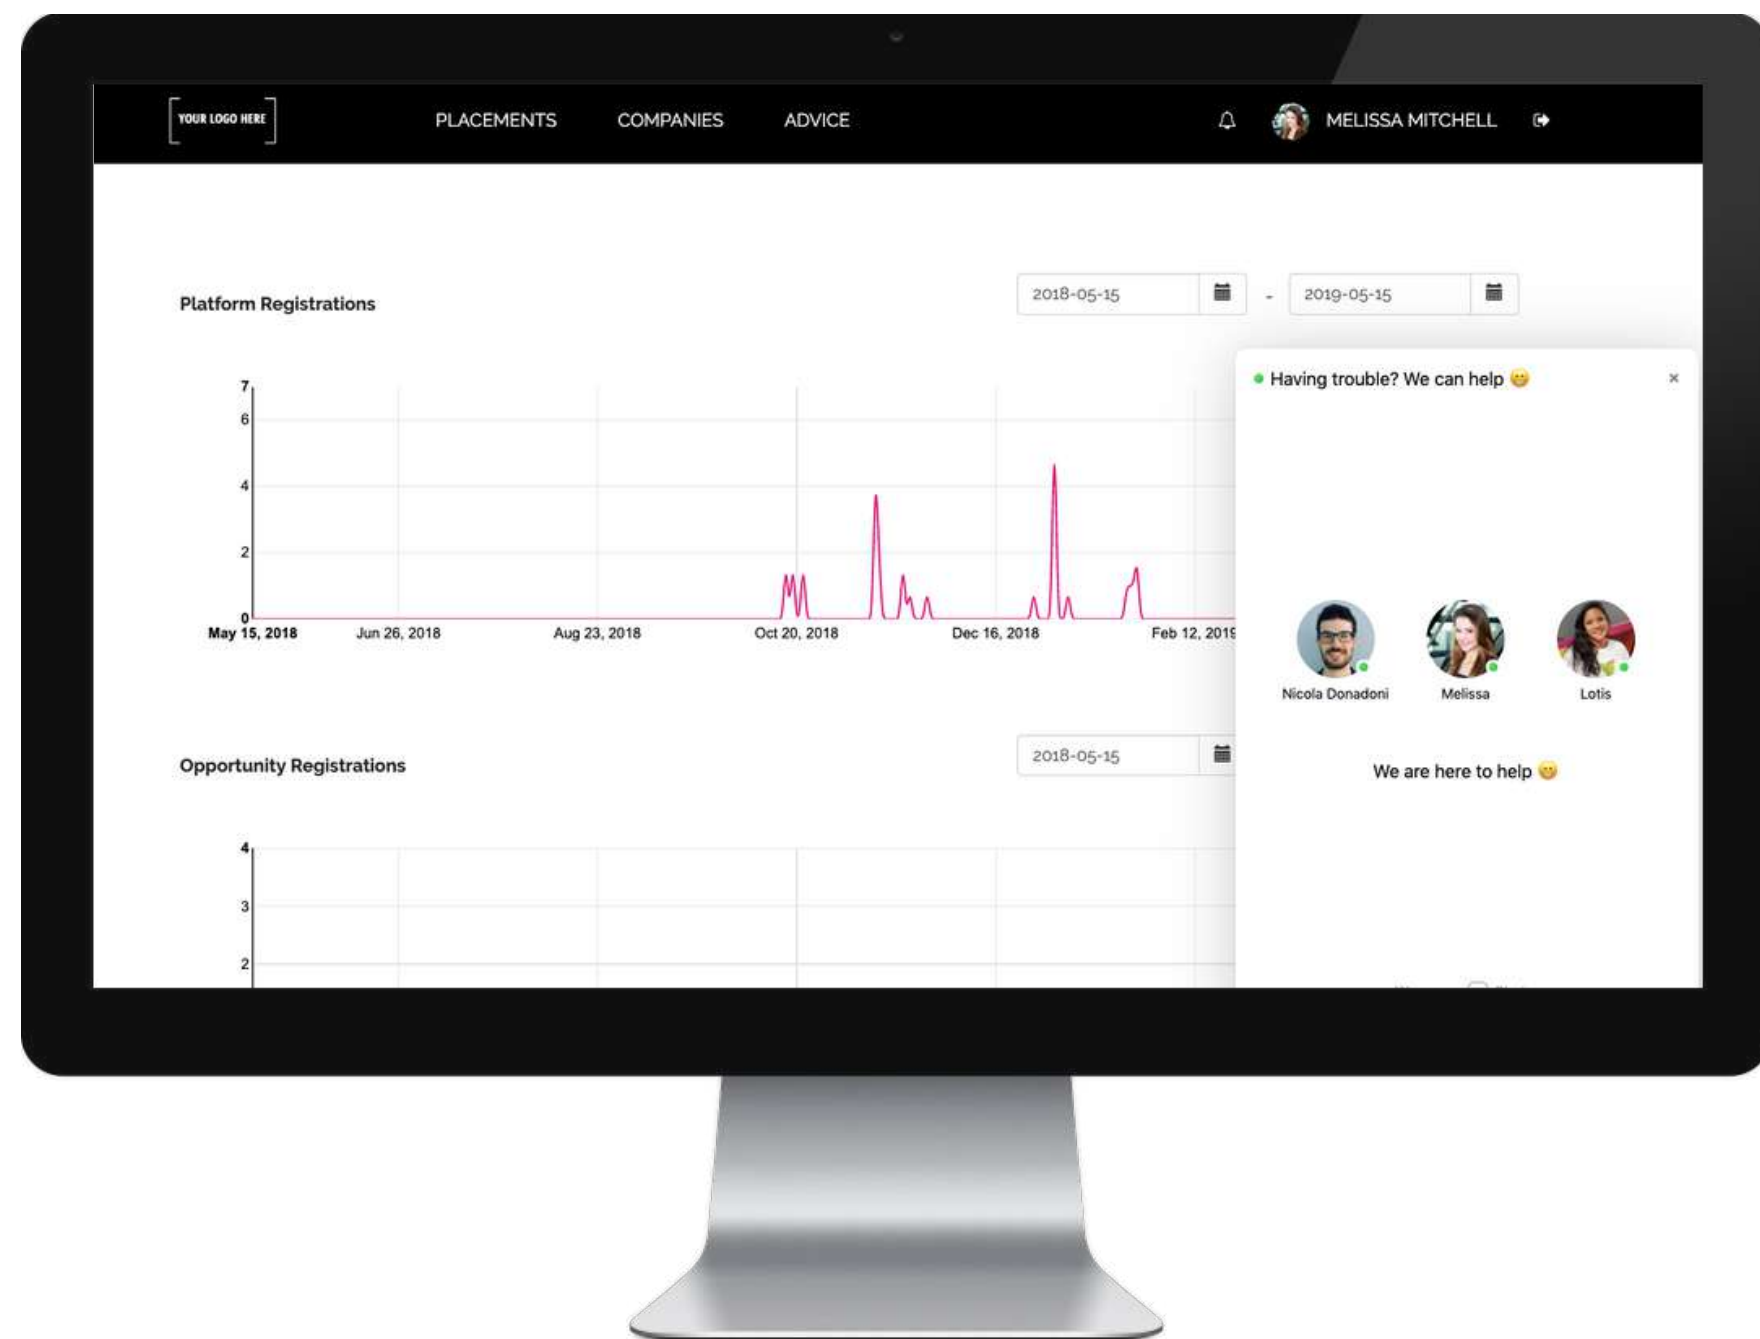 YOUR LOGO HERE
PLACEMENTS COMPANIES ADVICE
MELISSA MITCHELL
Platform Registrations
2018-05-15 - 2019-05-15
Having trouble? We can help 😁
×
7
6
4
2
0
May 15, 2018 Jun 26, 2018 Aug 23, 2018 Oct 20, 2018 Dec 16, 2018 Feb 12, 2019
Nicola Donadoni Melissa Lotis
Opportunity Registrations
2018-05-15
We are here to help 😁
4
3
2